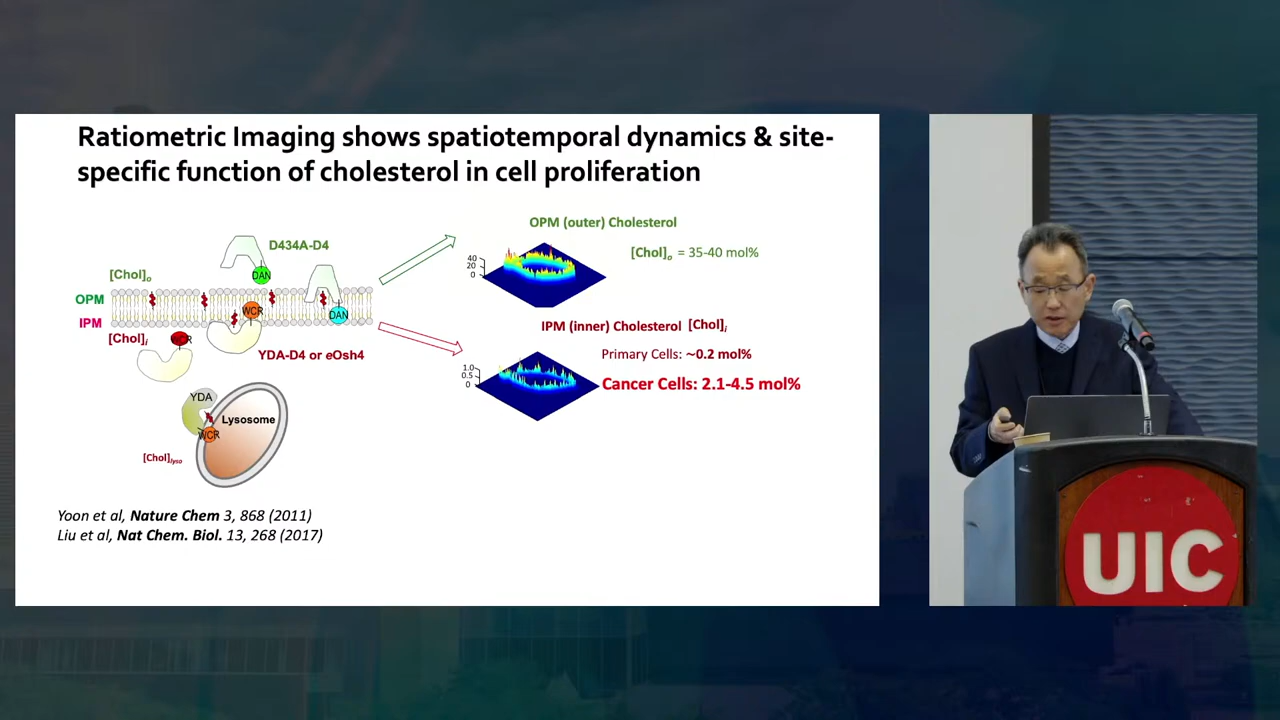 Ratiometric Imaging shows spatiotemporal dynamics & site-
specific function of cholesterol in cell proliferation
D434A-D4
[Chol]o
DAN
OPM
IPM
WCR
DAN
[Chol]i
YDA-D4 or eOsh4
YDA
Lysosome
WCR
[Chol]lyso
OPM (outer) Cholesterol
40
20
0
[Chol]o = 35-40 mol%
IPM (inner) Cholesterol [Chol]i
1.0
0.5
0
Primary Cells: ~0.2 mol%
Cancer Cells: 2.1-4.5 mol%
Yoon et al, Nature Chem 3, 868 (2011)
Liu et al, Nat Chem. Biol. 13, 268 (2017)
UIC